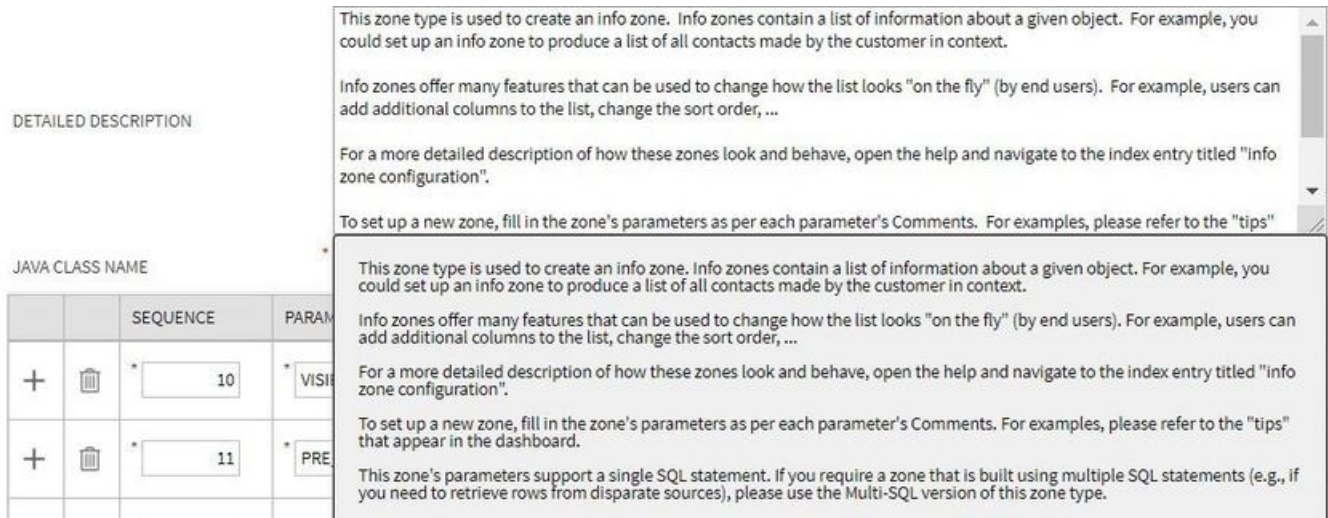 This zone type is used to create an info zone.  Info zones contain a list of information about a given object.  For example, you
could set up an info zone to produce a list of all contacts made by the customer in context.
Info zones offer many features that can be used to change how the list looks "on the fly" (by end users).  For example, users can
add additional columns to the list, change the sort order, ...
DETAILED DESCRIPTION
For a more detailed description of how these zones look and behave, open the help and navigate to the index entry titled "info
zone configuration".
To set up a new zone, fill in the zone's parameters as per each parameter's Comments.  For examples, please refer to the "tips"
JAVA CLASS NAME
*
This zone type is used to create an info zone. Info zones contain a list of information about a given object. For example, you
could set up an info zone to produce a list of all contacts made by the customer in context.
Info zones offer many features that can be used to change how the list looks "on the fly" (by end users). For example, users can
add additional columns to the list, change the sort order, ...
For a more detailed description of how these zones look and behave, open the help and navigate to the index entry titled "info
zone configuration".
To set up a new zone, fill in the zone's parameters as per each parameter's Comments. For examples, please refer to the "tips"
that appear in the dashboard.
This zone's parameters support a single SQL statement. If you require a zone that is built using multiple SQL statements (e.g., if
you need to retrieve rows from disparate sources), please use the Multi-SQL version of this zone type.
SEQUENCE PARAM
* 10 * VISIB
* 11 * PRE_